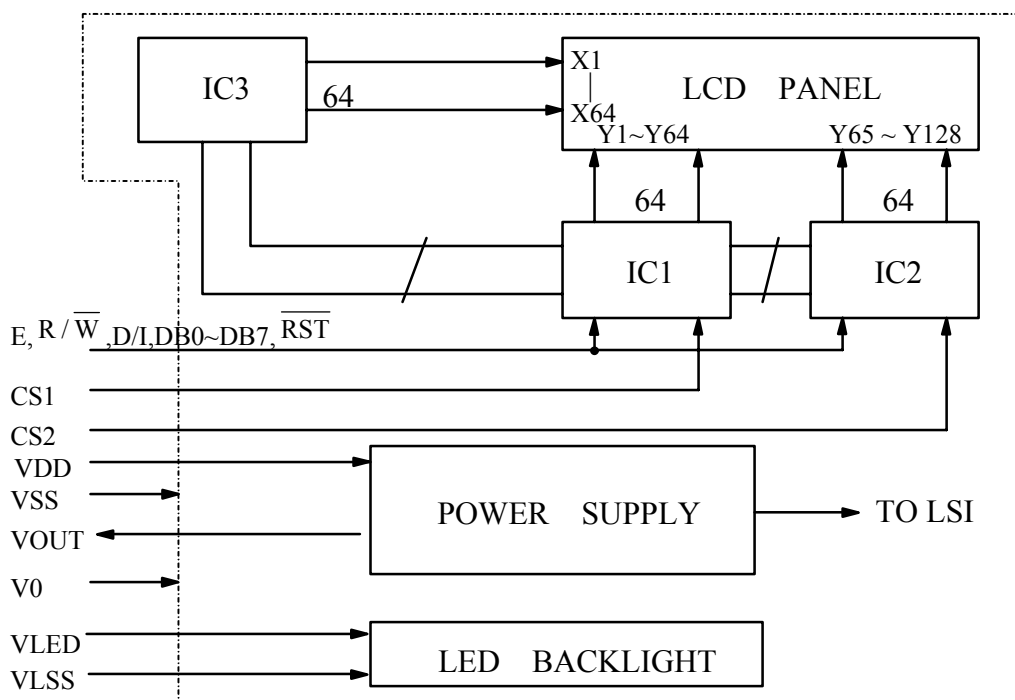 IC3
64
X1
|
X64
LCD PANEL
Y1~Y64
Y65 ~ Y128
64
64
IC1
IC2
E, R / W̅ ,D/I,DB0~DB7, R̅S̅T̅
CS1
CS2
VDD
VSS
VOUT
V0
POWER SUPPLY
TO LSI
VLED
VLSS
LED BACKLIGHT